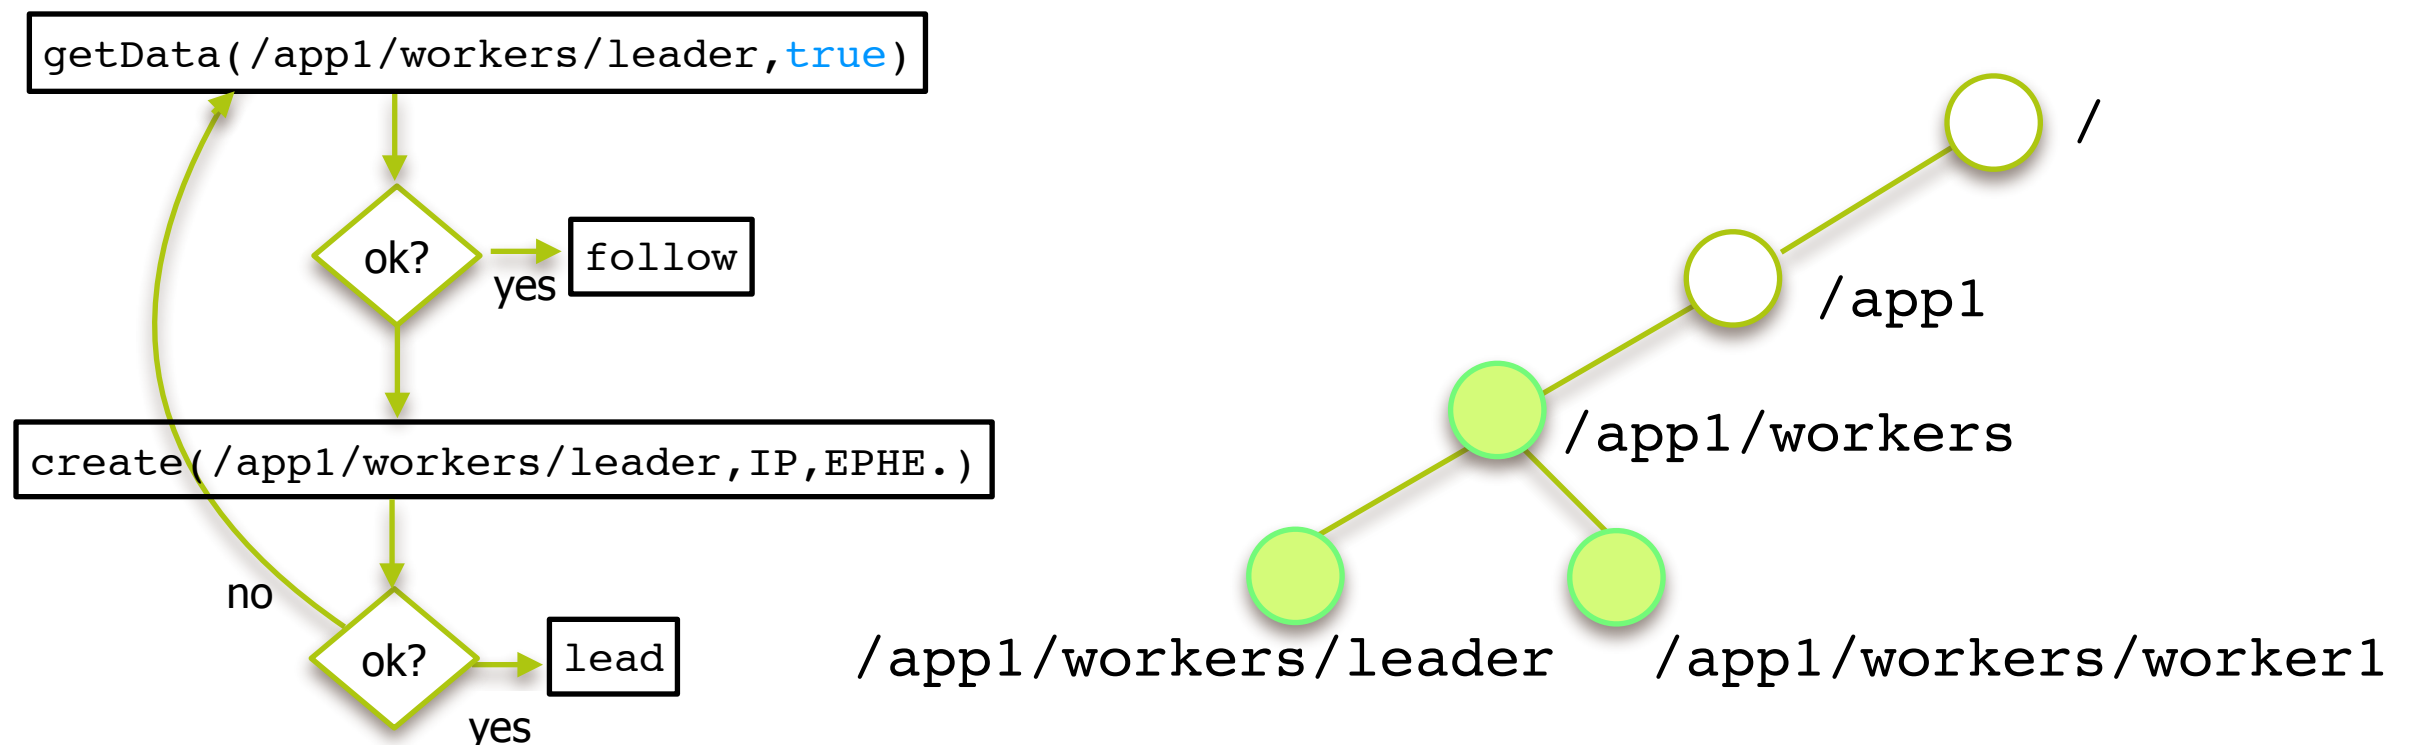 getData(/app1/workers/leader,true)
ok?
yes
follow
create(/app1/workers/leader,IP,EPHE.)
no
ok?
yes
lead
/
/app1
/app1/workers
/app1/workers/leader
/app1/workers/worker1